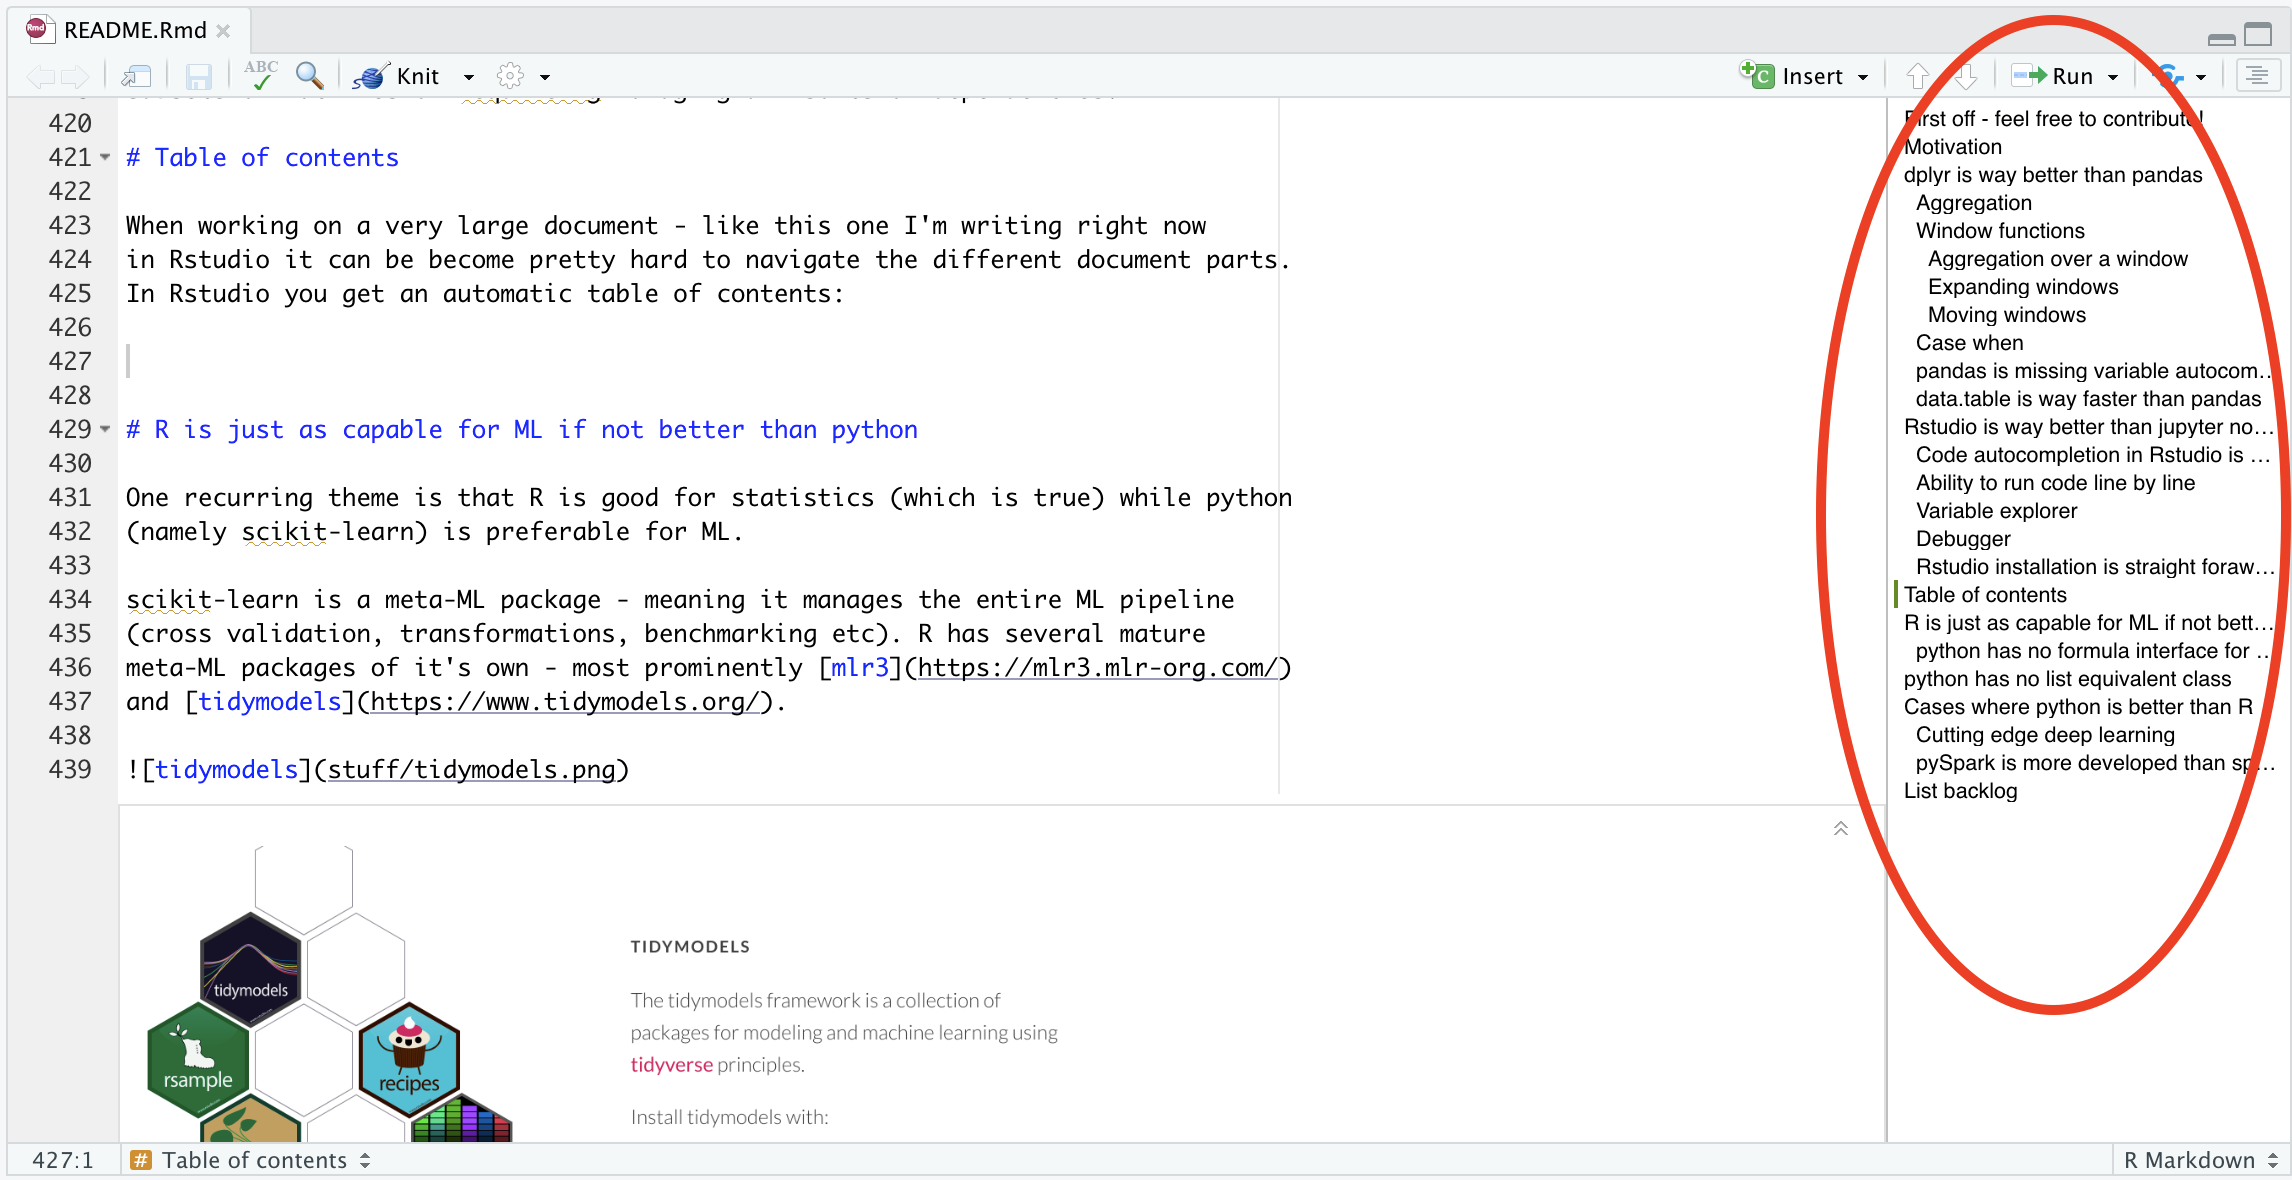 README.Rmd
ABC
Knit
Insert
Run
420
421 # Table of contents
422
423 When working on a very large document - like this one I'm writing right now
424 in Rstudio it can be become pretty hard to navigate the different document parts.
425 In Rstudio you get an automatic table of contents:
426
427
428
429 # R is just as capable for ML if not better than python
430
431 One recurring theme is that R is good for statistics (which is true) while python
432 (namely scikit-learn) is preferable for ML.
433
434 scikit-learn is a meta-ML package - meaning it manages the entire ML pipeline
435 (cross validation, transformations, benchmarking etc). R has several mature
436 meta-ML packages of it's own - most prominently [mlr3](https://mlr3.mlr-org.com/)
437 and [tidymodels](https://www.tidymodels.org/).
438
439 ![tidymodels](stuff/tidymodels.png)
tidymodels
rsample
recipes
TIDYMODELS
The tidymodels framework is a collection of
packages for modeling and machine learning using
tidyverse principles.
Install tidymodels with:
First off - feel free to contribute!
Motivation
dplyr is way better than pandas
Aggregation
Window functions
Aggregation over a window
Expanding windows
Moving windows
Case when
pandas is missing variable autocom...
data.table is way faster than pandas
Rstudio is way better than jupyter no...
Code autocompletion in Rstudio is ...
Ability to run code line by line
Variable explorer
Debugger
Rstudio installation is straight foraw...
Table of contents
R is just as capable for ML if not bett...
python has no formula interface for ...
python has no list equivalent class
Cases where python is better than R
Cutting edge deep learning
pySpark is more developed than sp...
List backlog
427:1
# Table of contents
R Markdown